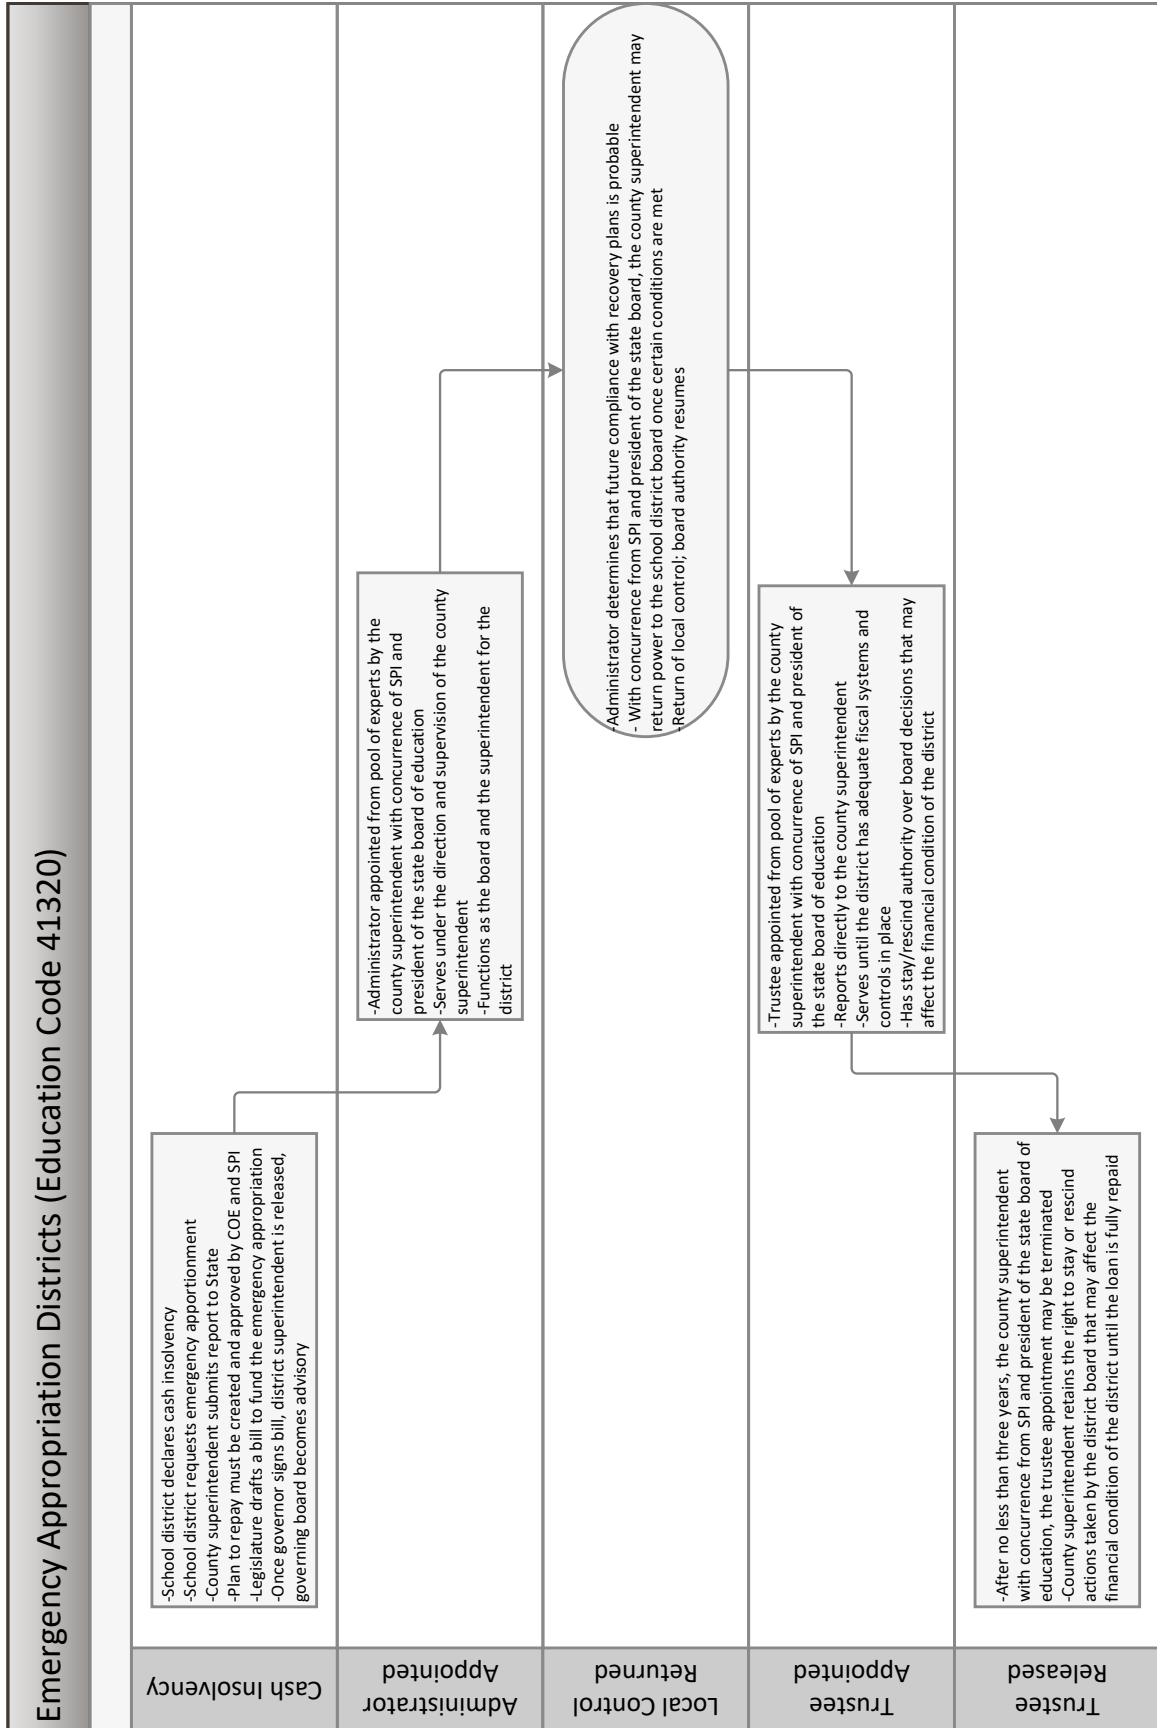 Emergency Appropriation Districts (Education Code 41320)
Cash Insolvency
-School district declares cash insolvency
-School district requests emergency apportionment
-County superintendent submits report to State
-Plan to repay must be created and approved by COE and SPI
-Legislature drafts a bill to fund the emergency appropriation
-Once governor signs bill, district superintendent is released,
governing board becomes advisory
Administrator
Appointed
-Administrator appointed from pool of experts by the
county superintendent with concurrence of SPI and
president of the state board of education
-Serves under the direction and supervision of the county
superintendent
-Functions as the board and the superintendent for the
district
Local Control
Returned
-Administrator determines that future compliance with recovery plans is probable
- With concurrence from SPI and president of the state board, the county superintendent may
return power to the school district board once certain conditions are met
-Return of local control; board authority resumes
Trustee
Appointed
-Trustee appointed from pool of experts by the county
superintendent with concurrence of SPI and president of
the state board of education
-Reports directly to the county superintendent
-Serves until the district has adequate fiscal systems and
controls in place
-Has stay/rescind authority over board decisions that may
affect the financial condition of the district
Trustee
Released
-After no less than three years, the county superintendent
with concurrence from SPI and president of the state board of
education, the trustee appointment may be terminated
-County superintendent retains the right to stay or rescind
actions taken by the district board that may affect the
financial condition of the district until the loan is fully repaid